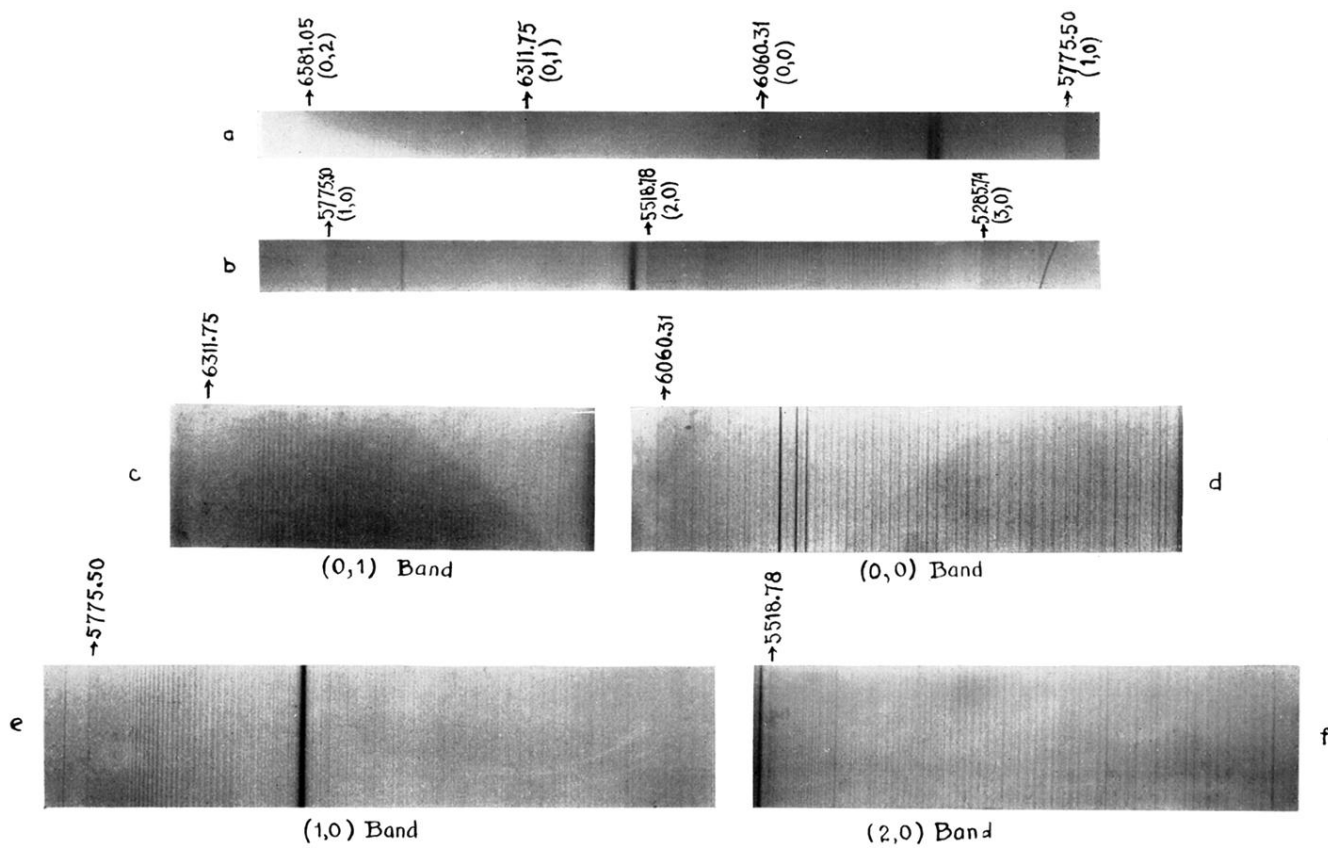 →6581.05
(0,2)
→6311.75
(0,1)
→6060.31
(0,0)
→5775.50
(1,0)
a
→5775.50
(1,0)
→5518.78
(2,0)
→5285.74
(3,0)
b
→6311.75
→6060.31
c
d
(0,1) Band
(0,0) Band
→5775.50
→5518.78
e
f
(1,0) Band
(2,0) Band